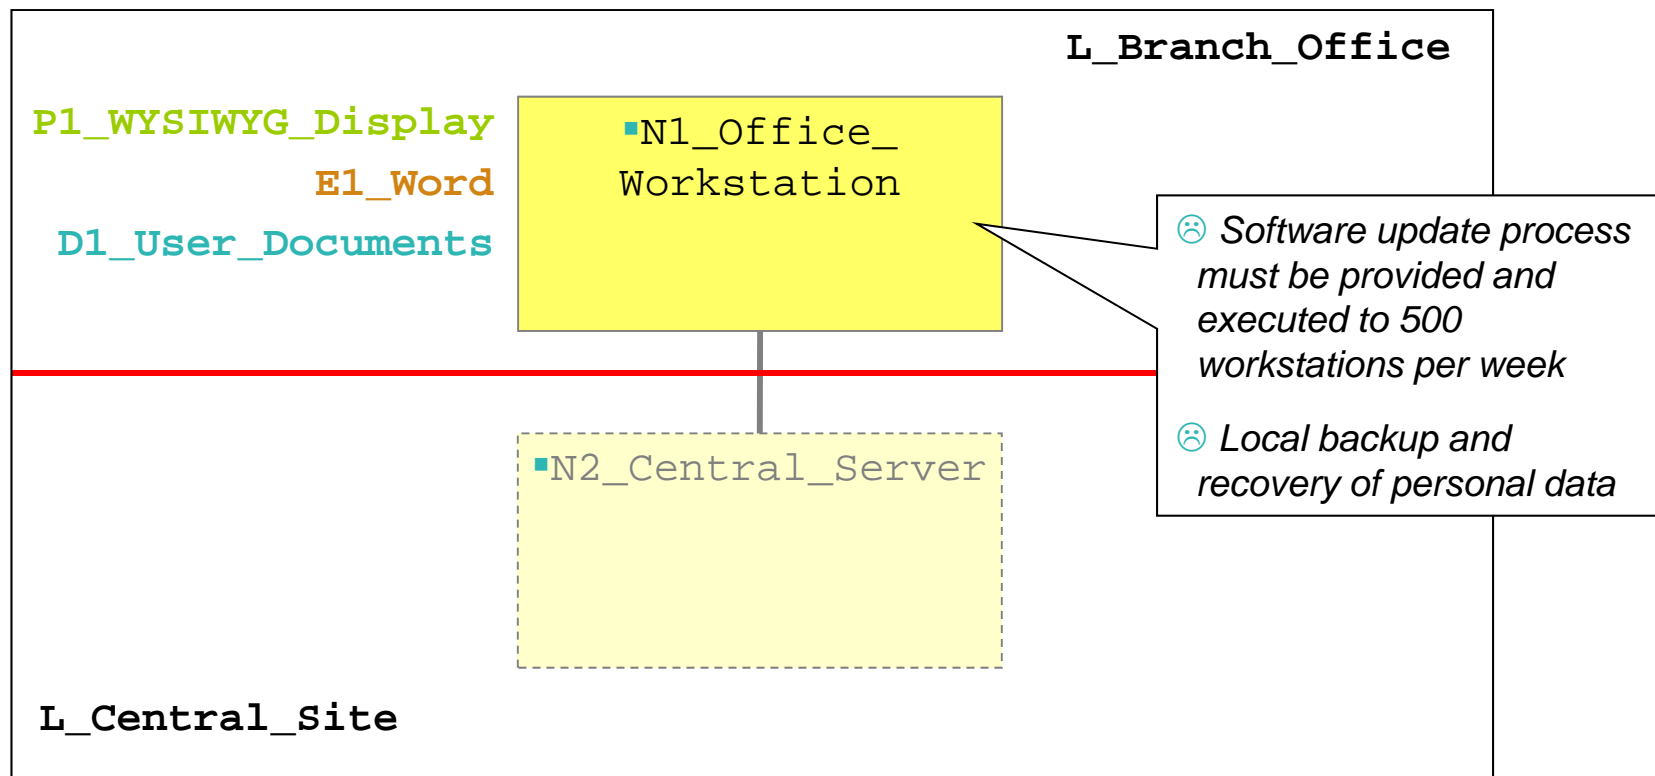 L_Branch_Office
P1_WYSIWYG_Display
E1_Word
D1_User_Documents
▪N1_Office_
Workstation
☹ Software update process
must be provided and
executed to 500
workstations per week
☹ Local backup and
recovery of personal data
▪N2_Central_Server
L_Central_Site